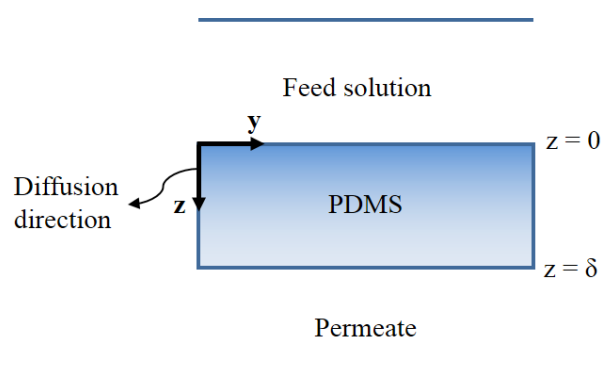 Feed solution
y
z = 0
Diffusion
direction
z
PDMS
z = δ
Permeate